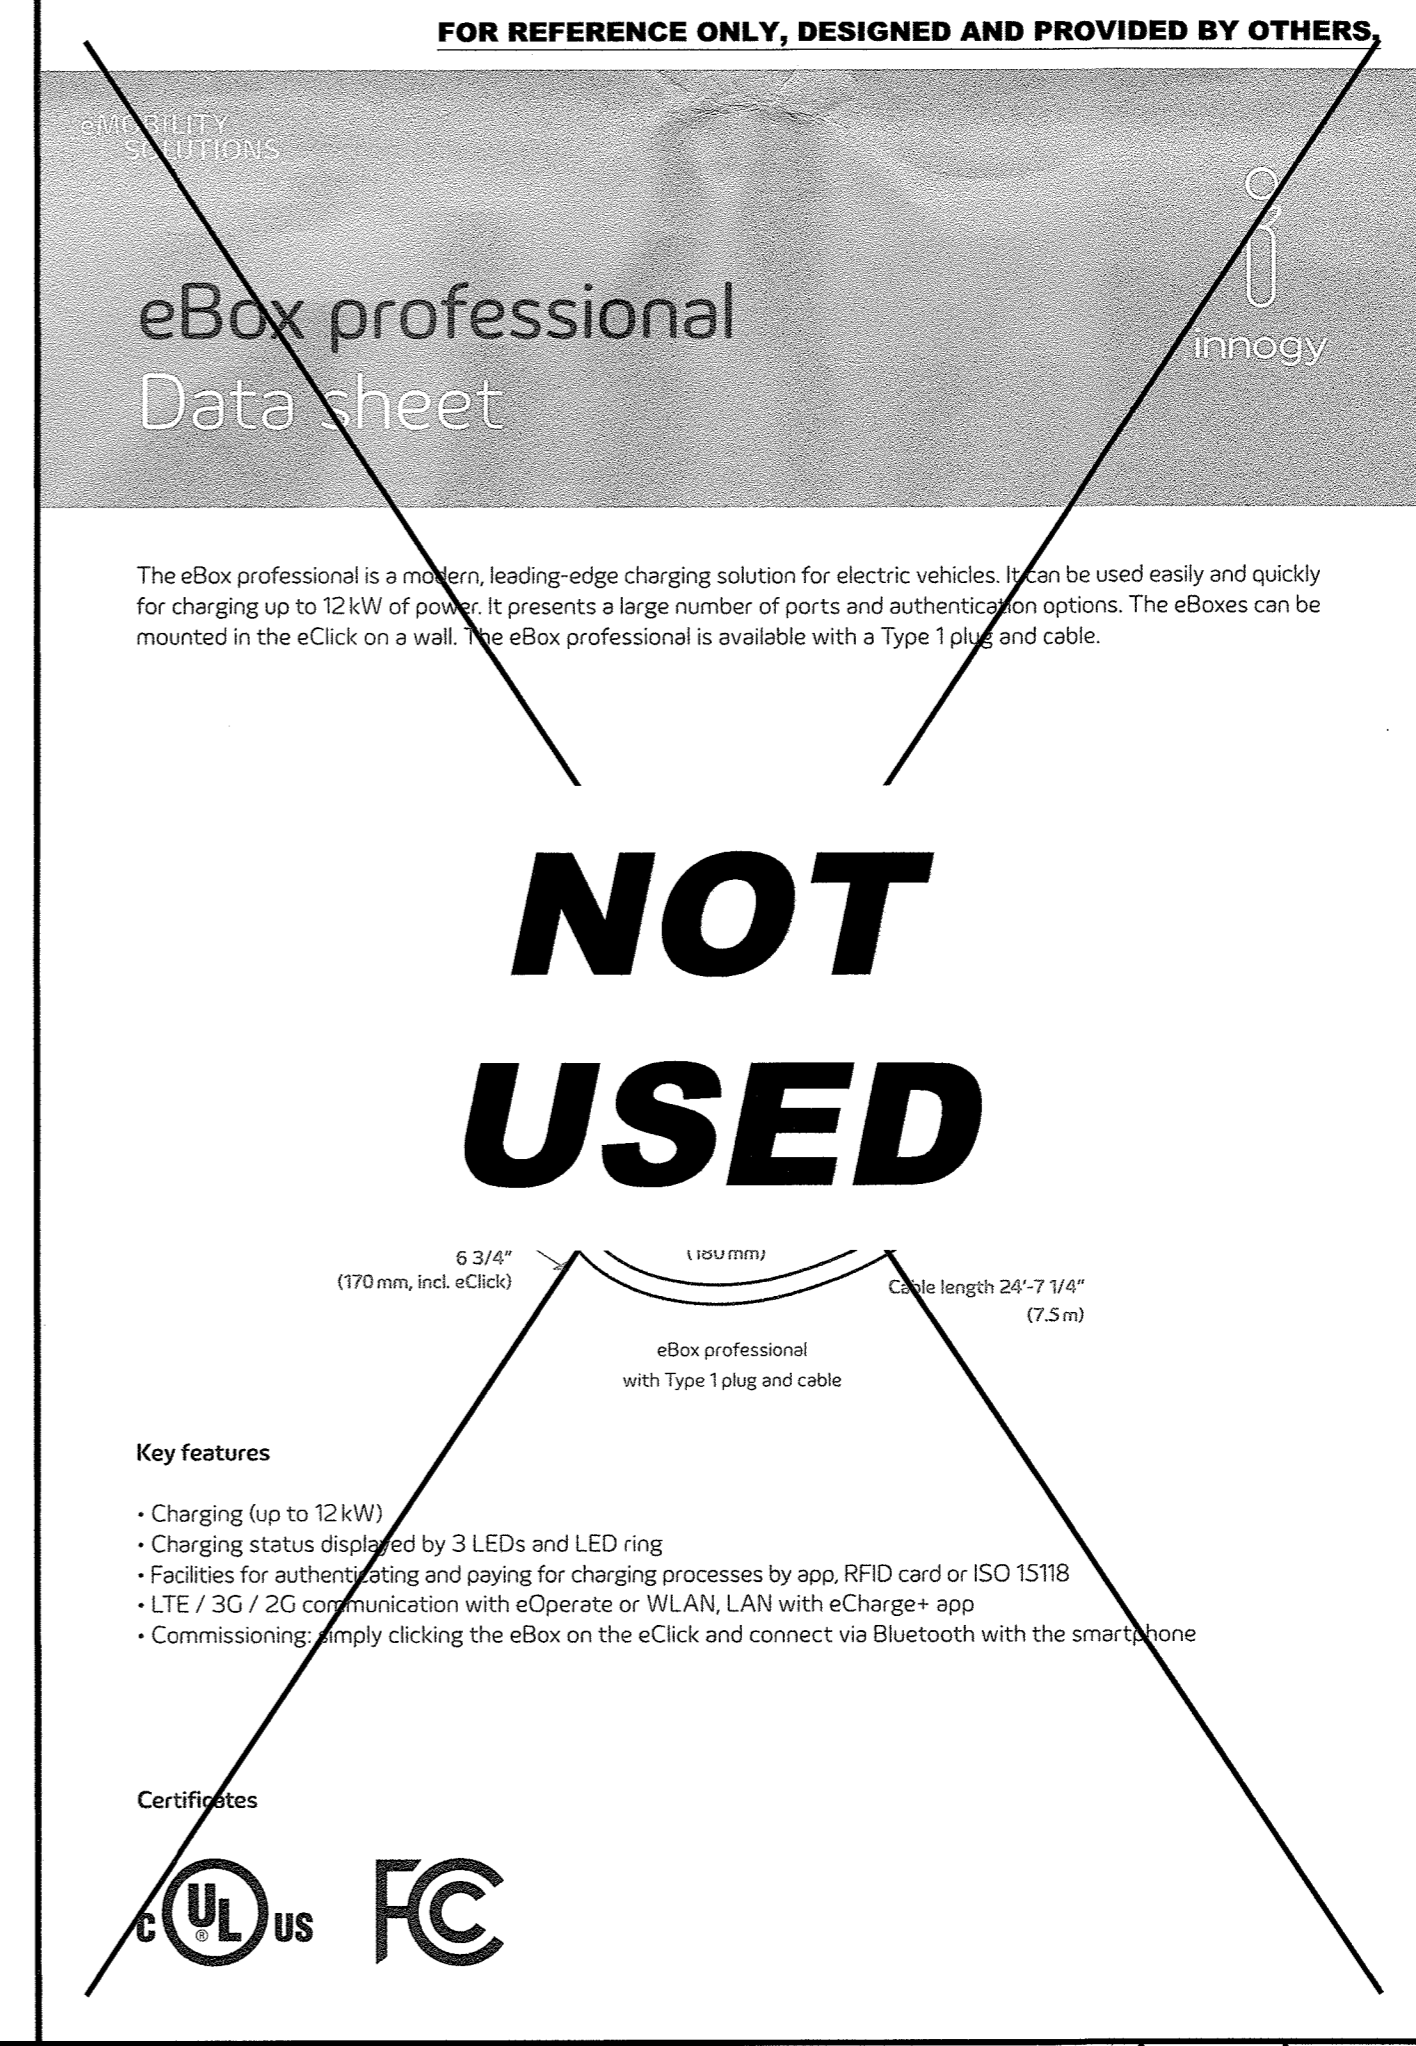 FOR REFERENCE ONLY, DESIGNED AND PROVIDED BY OTHERS.
eMOBILITY
SOLUTIONS
eBox professional
Data sheet
innogy
The eBox professional is a modern, leading-edge charging solution for electric vehicles. It can be used easily and quickly
for charging up to 12 kW of power. It presents a large number of ports and authentication options. The eBoxes can be
mounted in the eClick on a wall. The eBox professional is available with a Type 1 plug and cable.
NOT
USED
6 3/4"
(170 mm, incl. eClick)
(180 mm)
Cable length 24'-7 1/4"
(7.5 m)
eBox professional
with Type 1 plug and cable
Key features
• Charging (up to 12 kW)
• Charging status displayed by 3 LEDs and LED ring
• Facilities for authenticating and paying for charging processes by app, RFID card or ISO 15118
• LTE / 3G / 2G communication with eOperate or WLAN, LAN with eCharge+ app
• Commissioning: simply clicking the eBox on the eClick and connect via Bluetooth with the smartphone
Certificates
C UL ® US FC